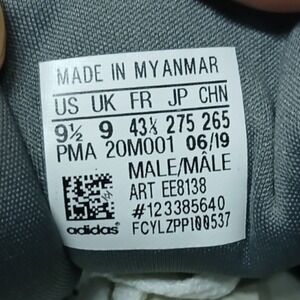 MADE IN MYANMAR
US UK FR JP CHN
9½ 9 43⅓ 275 265
PMA 20M001 06/19
MALE/MÂLE
ART EE8138
#123385640
adidas FCYLZPPI00537